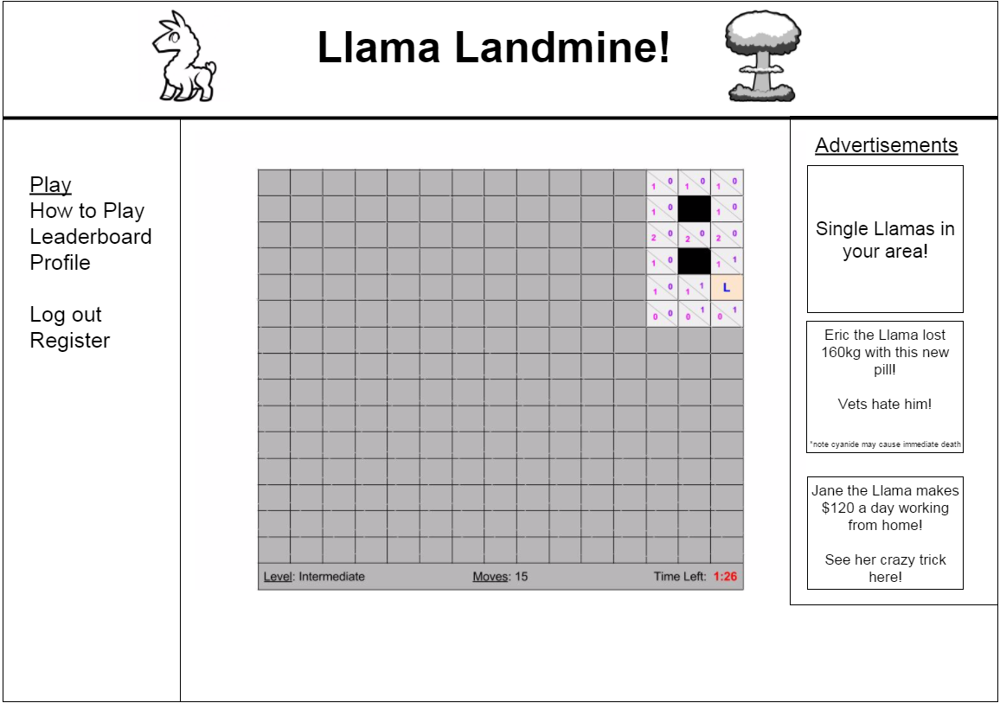 Llama Landmine!
Play
How to Play
Leaderboard
Profile
Log out
Register
1 0 1 0 1 0
1 0 1 0
2 0 2 0 2 0
1 0 1 1
1 0 1 1 L
0 0 0 1 0 1
Level: Intermediate Moves: 15 Time Left: 1:26
Advertisements
Single Llamas in
your area!
Eric the Llama lost
160kg with this new
pill!
Vets hate him!
*note cyanide may cause immediate death
Jane the Llama makes
$120 a day working
from home!
See her crazy trick
here!